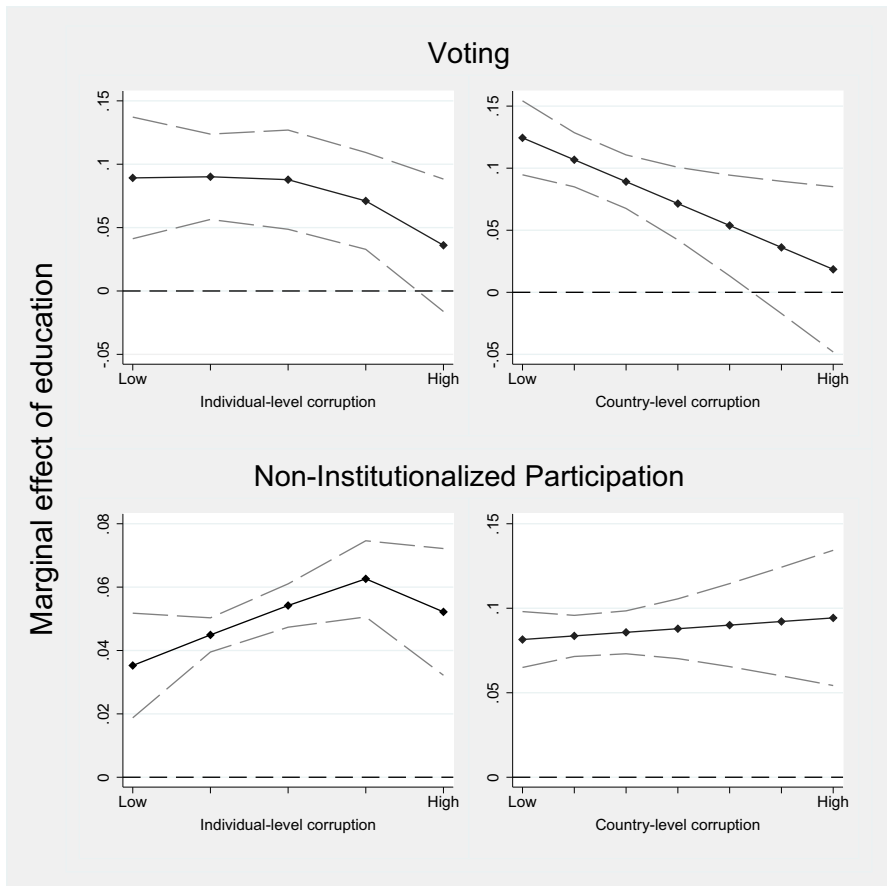 Voting
Marginal effect of education
.15
.1
.05
0
-.05
Low
High
Individual-level corruption
.15
.1
.05
0
-.05
Low
High
Country-level corruption
Non-Institutionalized Participation
.08
.06
.04
.02
0
Low
High
Individual-level corruption
.15
.1
.05
0
Low
High
Country-level corruption